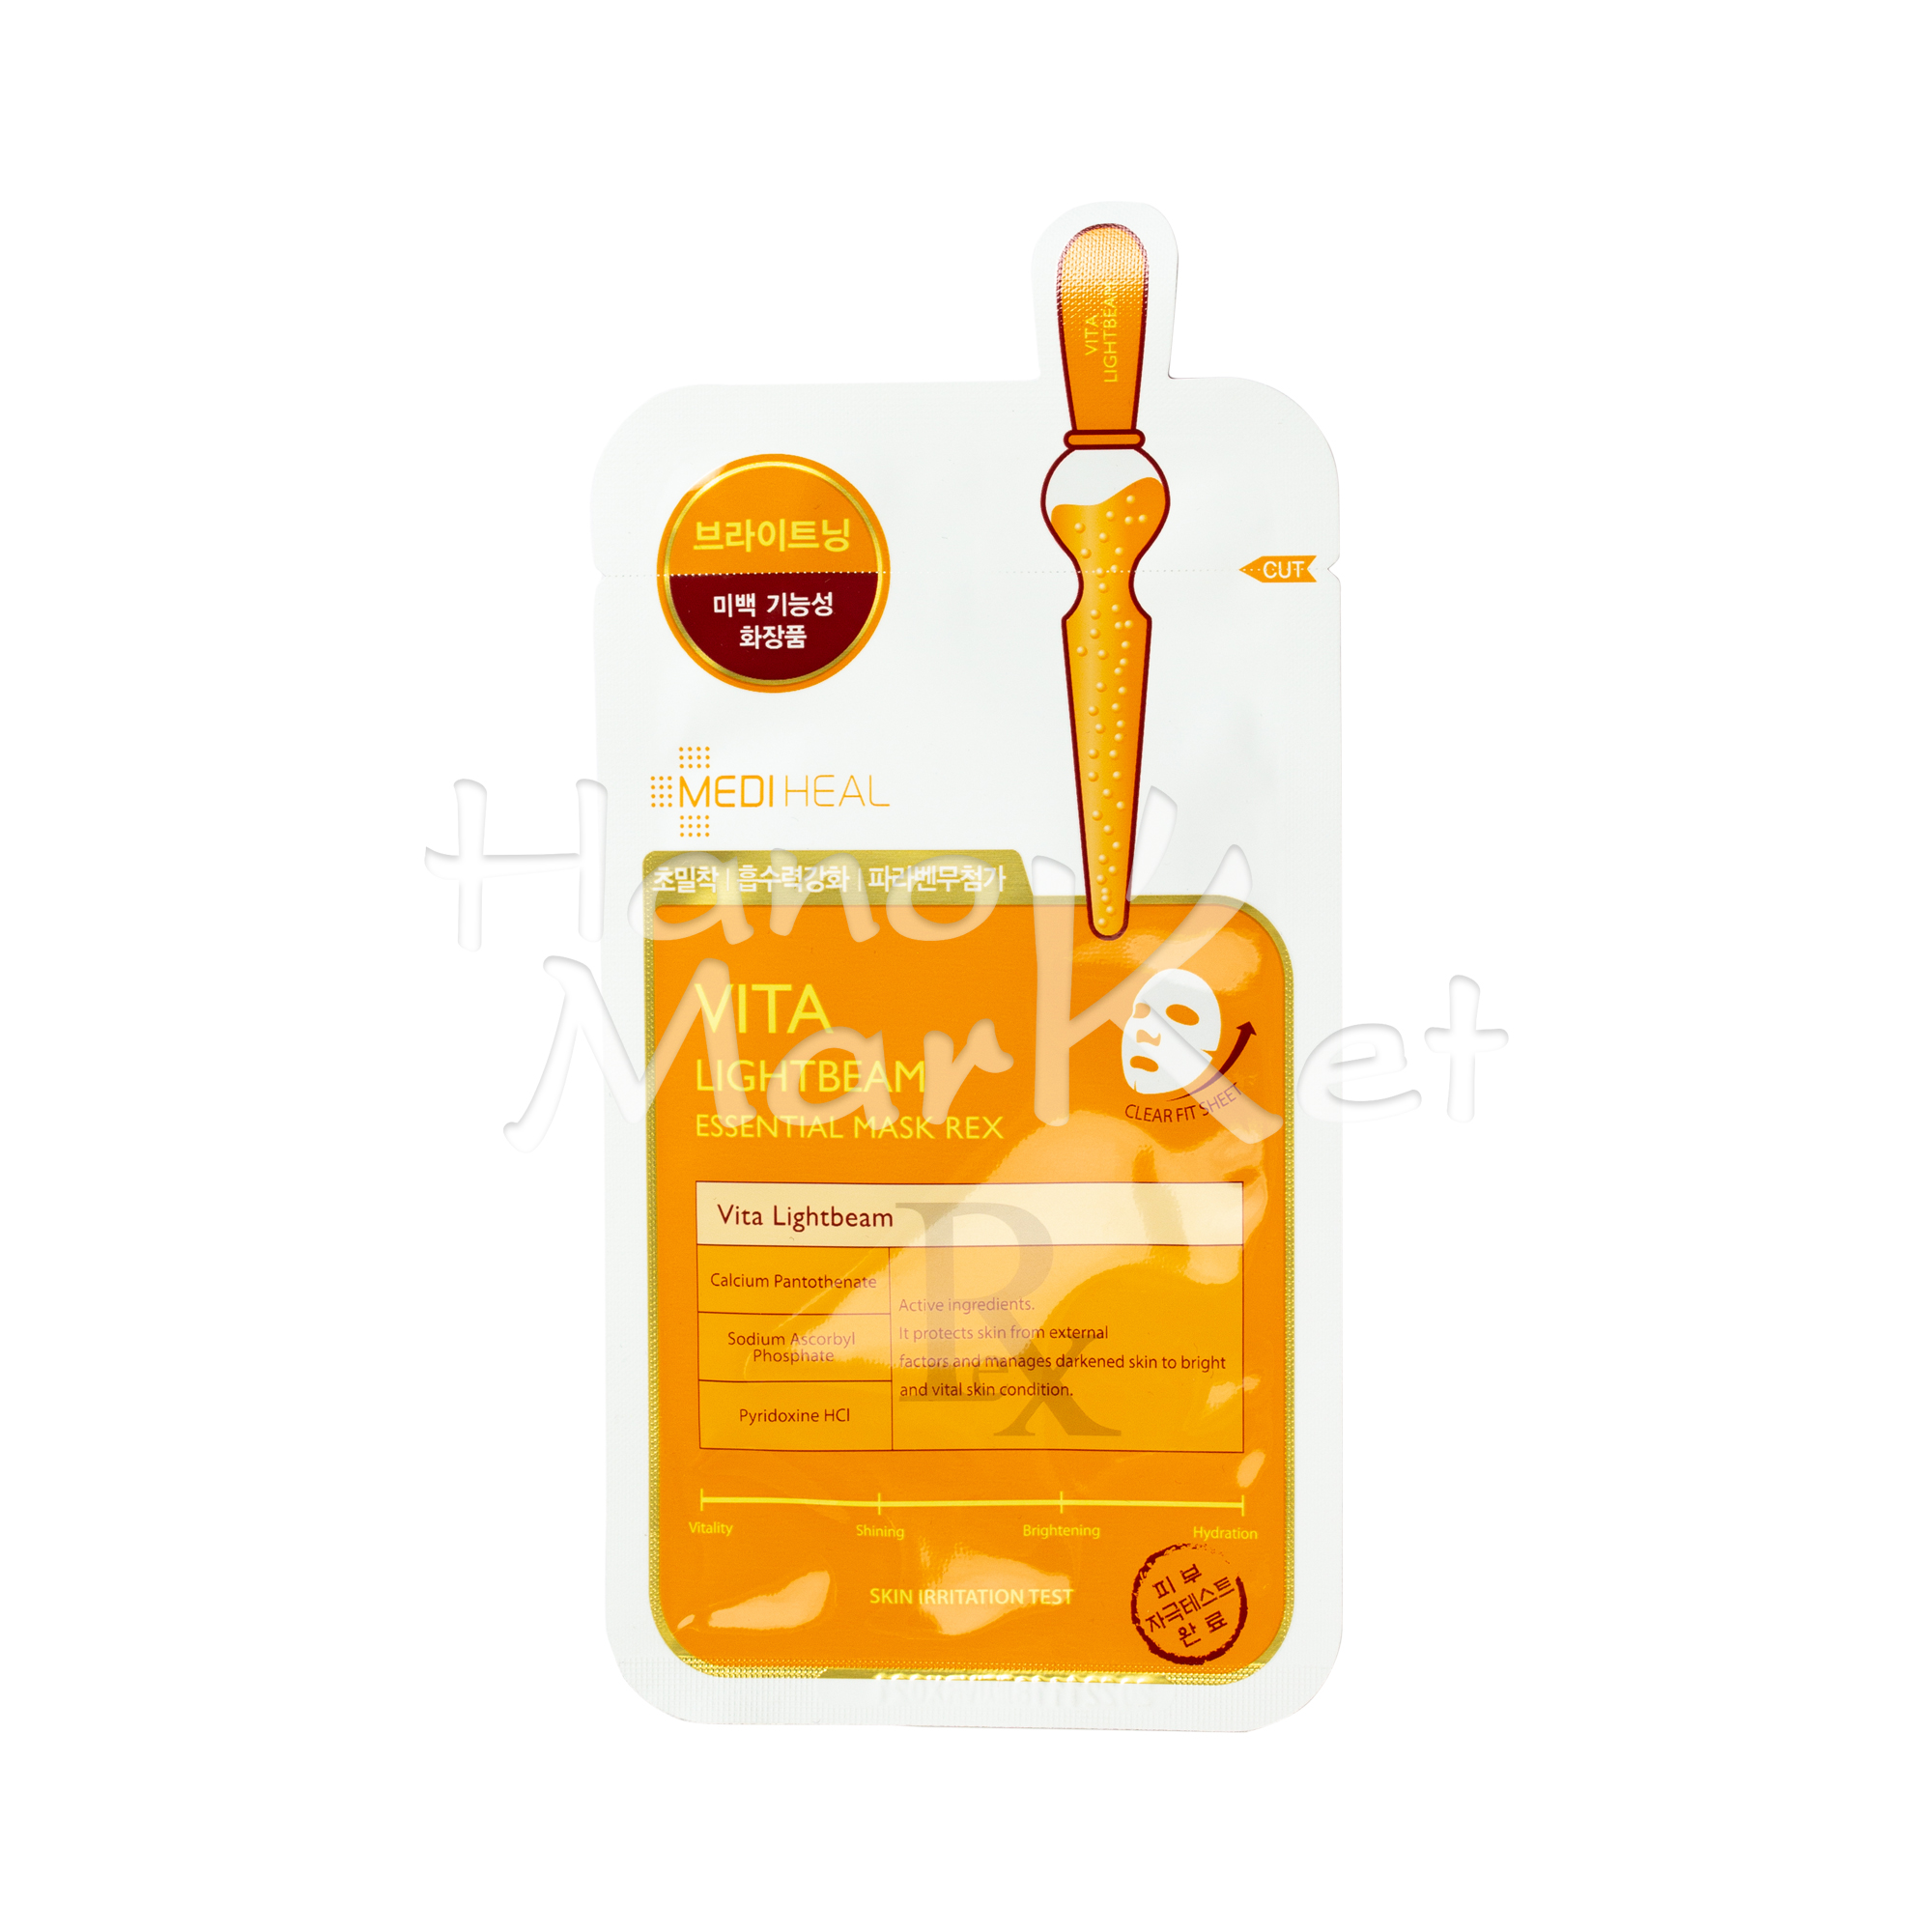 VITA
LIGHTBEAM
브라이트닝
미백 기능성
화장품
CUT
MEDIHEAL
초밀착 | 흡수력강화 | 파라벤무첨가
Hanok
Market
VITA
LIGHTBEAM
ESSENTIAL MASK REX
CLEAR FIT SHEET
Vita Lightbeam
Rex
Calcium Pantothenate
Sodium Ascorbyl
Phosphate
Pyridoxine HCl
Active ingredients.
It protects skin from external
factors and manages darkened skin to bright
and vital skin condition.
Vitality Shining Brightening Hydration
SKIN IRRITATION TEST
피부
자극테스트
완료